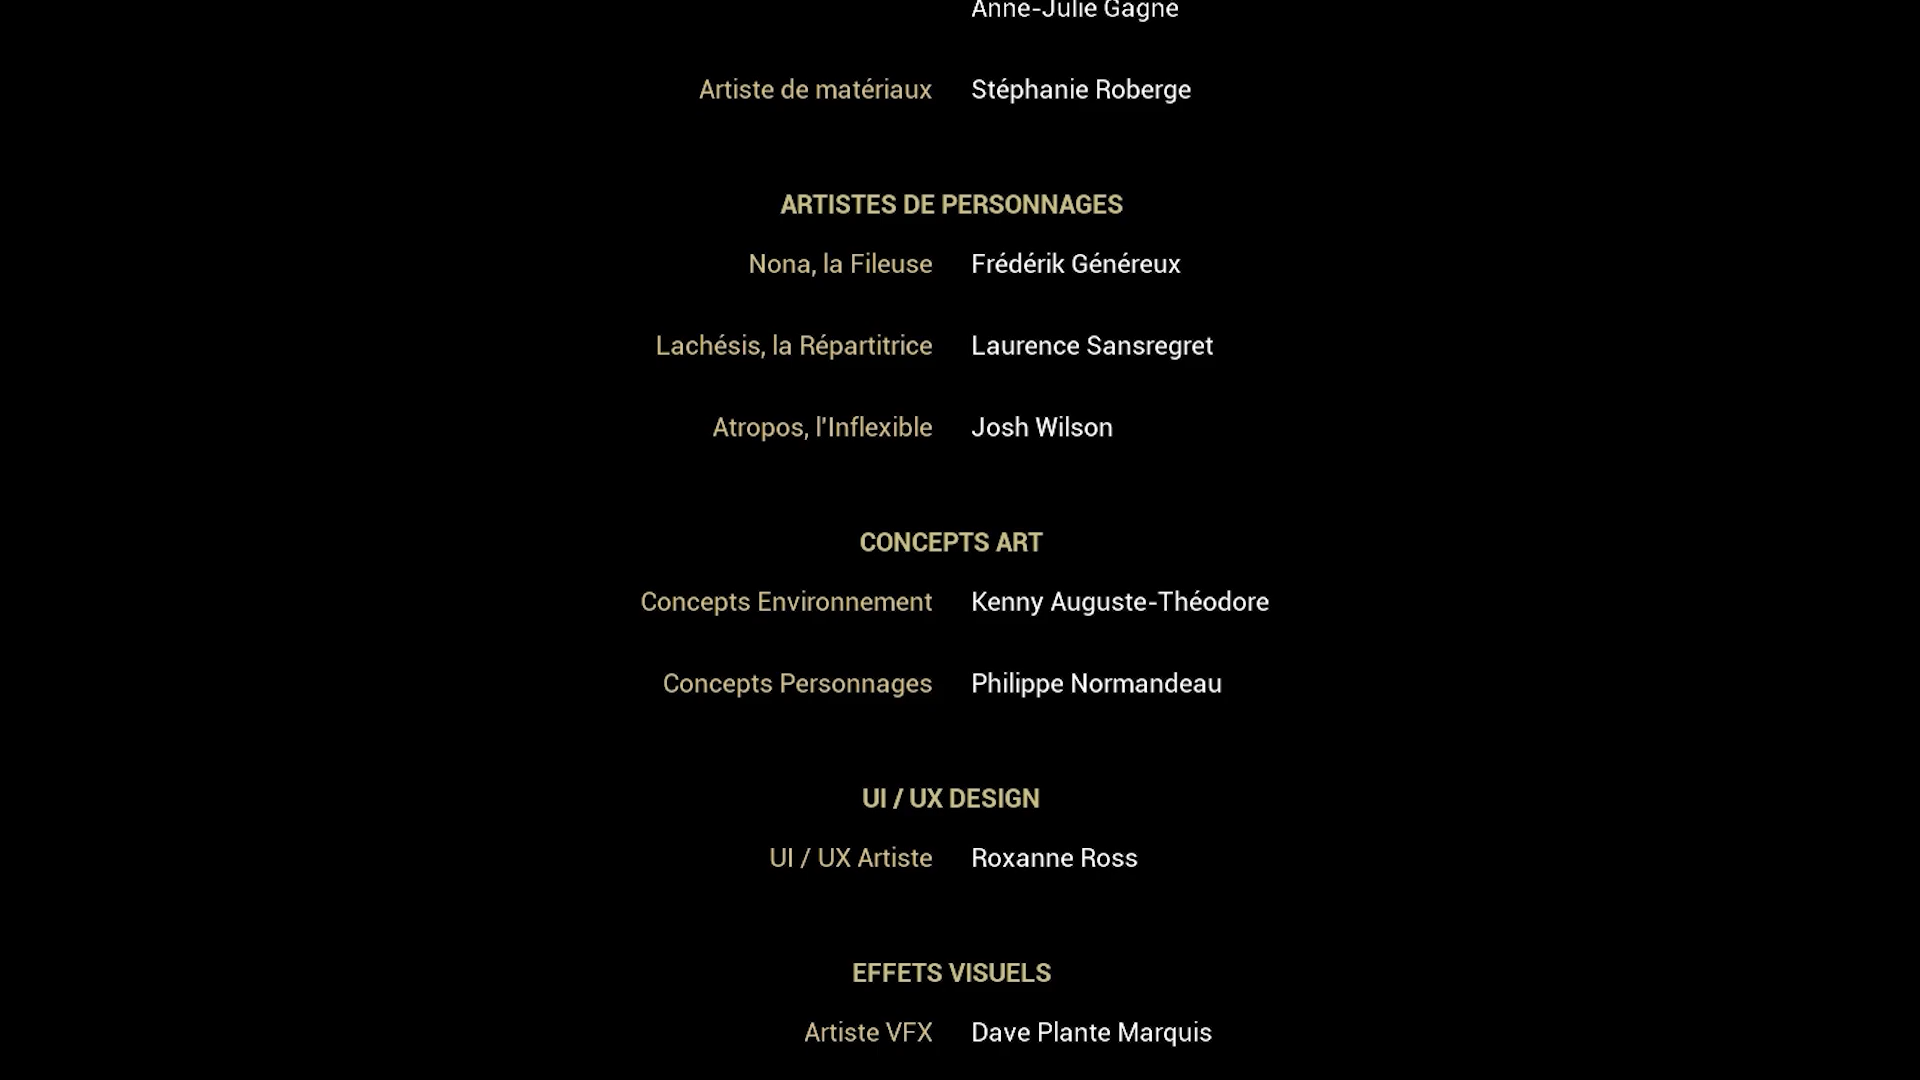 Anne-Julie Gagné
Artiste de matériaux Stéphanie Roberge
ARTISTES DE PERSONNAGES
Nona, la Fileuse Frédérik Généreux
Lachésis, la Répartitrice Laurence Sansregret
Atropos, l'Inflexible Josh Wilson
CONCEPTS ART
Concepts Environnement Kenny Auguste-Théodore
Concepts Personnages Philippe Normandeau
UI / UX DESIGN
UI / UX Artiste Roxanne Ross
EFFETS VISUELS
Artiste VFX Dave Plante Marquis